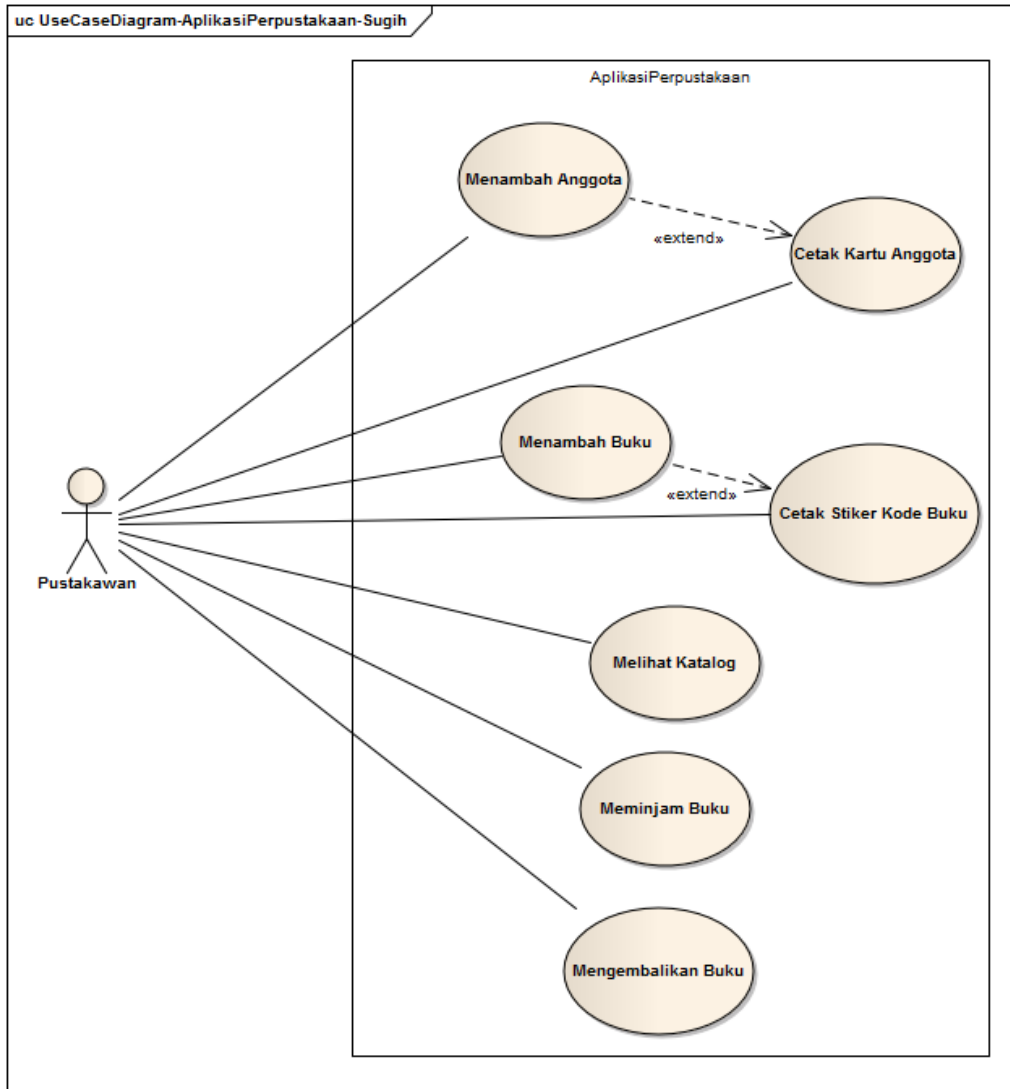 uc UseCaseDiagram-AplikasiPerpustakaan-Sugih
AplikasiPerpustakaan
Menambah Anggota
«extend»
Cetak Kartu Anggota
Menambah Buku
«extend»
Cetak Stiker Kode Buku
Pustakawan
Melihat Katalog
Meminjam Buku
Mengembalikan Buku